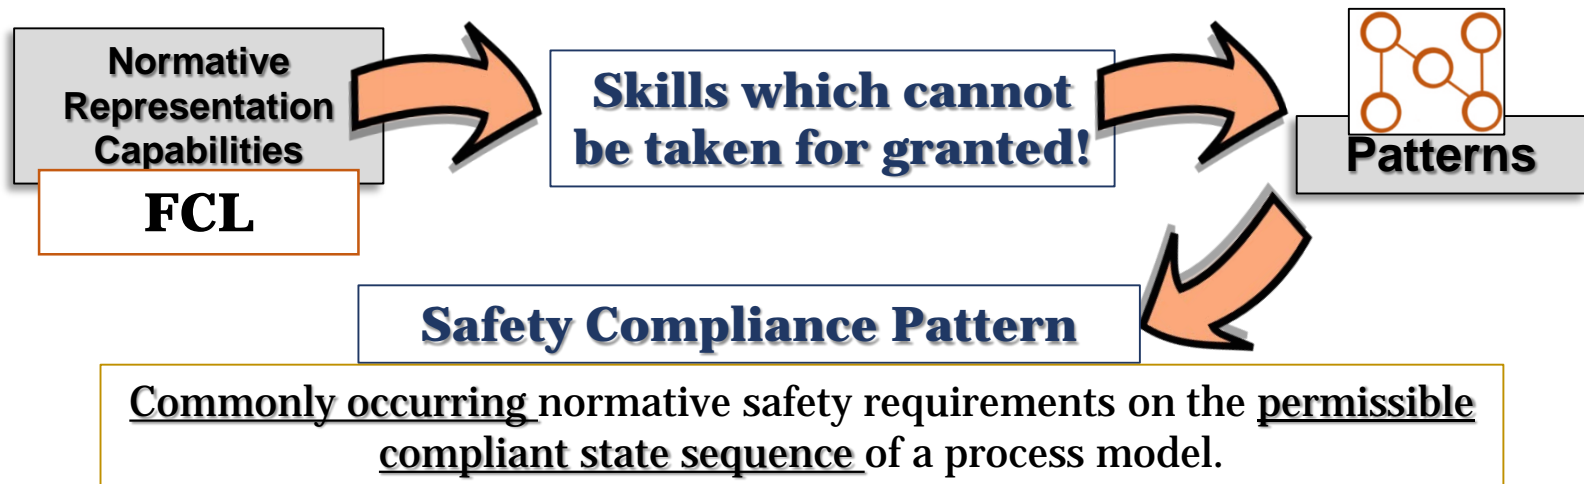 Normative
Representation
Capabilities
FCL
Skills which cannot
be taken for granted!
Patterns
Safety Compliance Pattern
Commonly occurring normative safety requirements on the permissible
compliant state sequence of a process model.